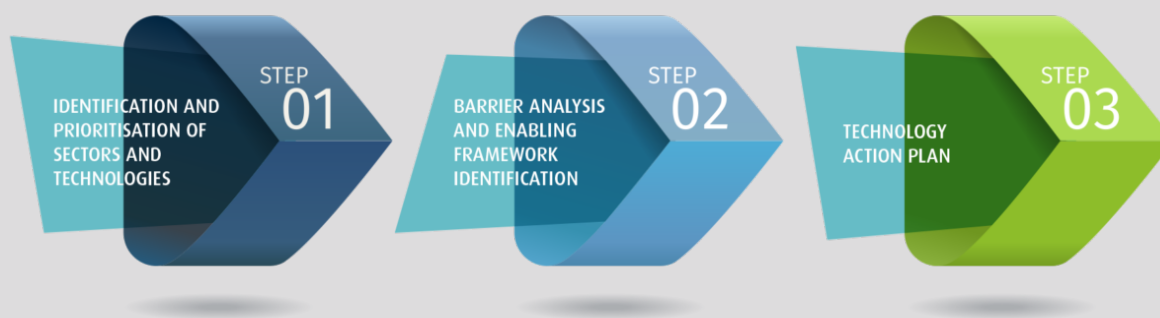 STEP
01
IDENTIFICATION AND
PRIORITISATION OF
SECTORS AND
TECHNOLOGIES
STEP
02
BARRIER ANALYSIS
AND ENABLING
FRAMEWORK
IDENTIFICATION
STEP
03
TECHNOLOGY
ACTION PLAN